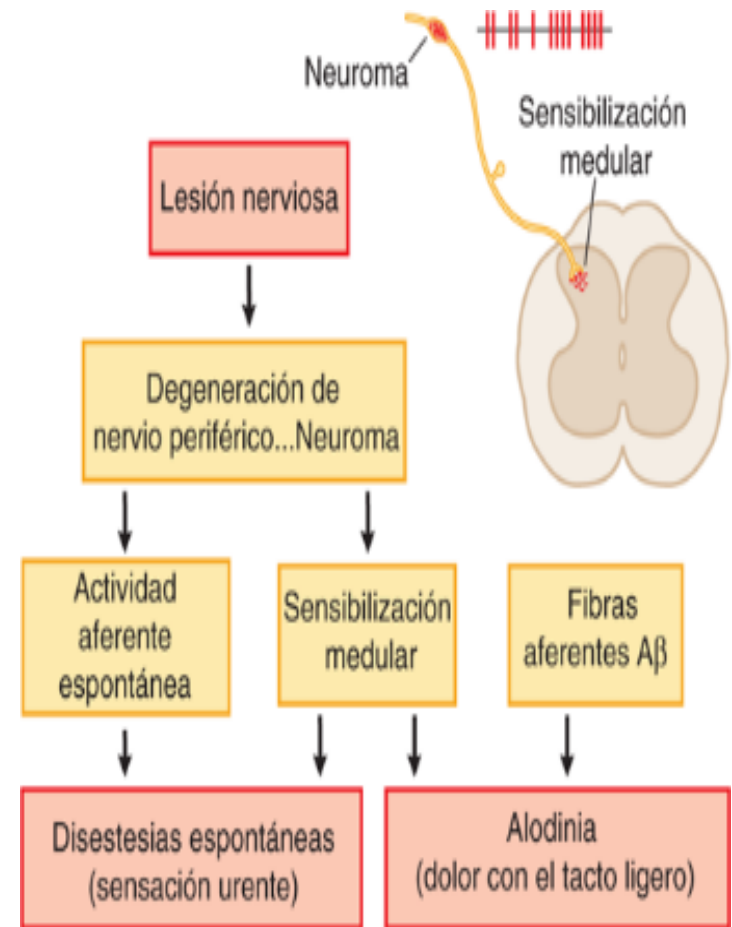 Neuroma
Sensibilización
medular
Lesión nerviosa
Degeneración de
nervio periférico...Neuroma
Actividad
aferente
espontánea
Sensibilización
medular
Fibras
aferentes Aβ
Disestesias espontáneas
(sensación urente)
Alodinia
(dolor con el tacto ligero)